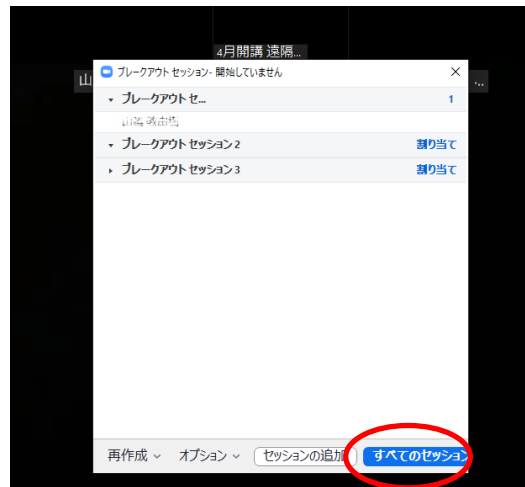 4月開講 遠隔...
山
...
ブレークアウト セッション - 開始していません
ブレークアウト セ... 1
ブレークアウト セッション 2 割り当て
ブレークアウト セッション 3 割り当て
再作成 オプション セッションの追加 すべてのセッション